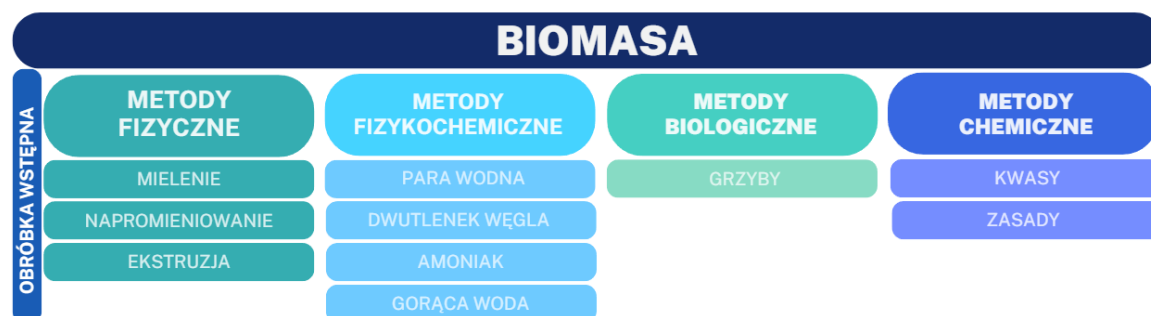 BIOMASA
OBRÓBKA WSTĘPNA
METODY
FIZYCZNE
MIELENIE
NAPROMIENIOWANIE
EKSTRUZJA
METODY
FIZYKOCHEMICZNE
PARA WODNA
DWUTLENEK WĘGLA
AMONIAK
GORĄCA WODA
METODY
BIOLOGICZNE
GRZYBY
METODY
CHEMICZNE
KWASY
ZASADY